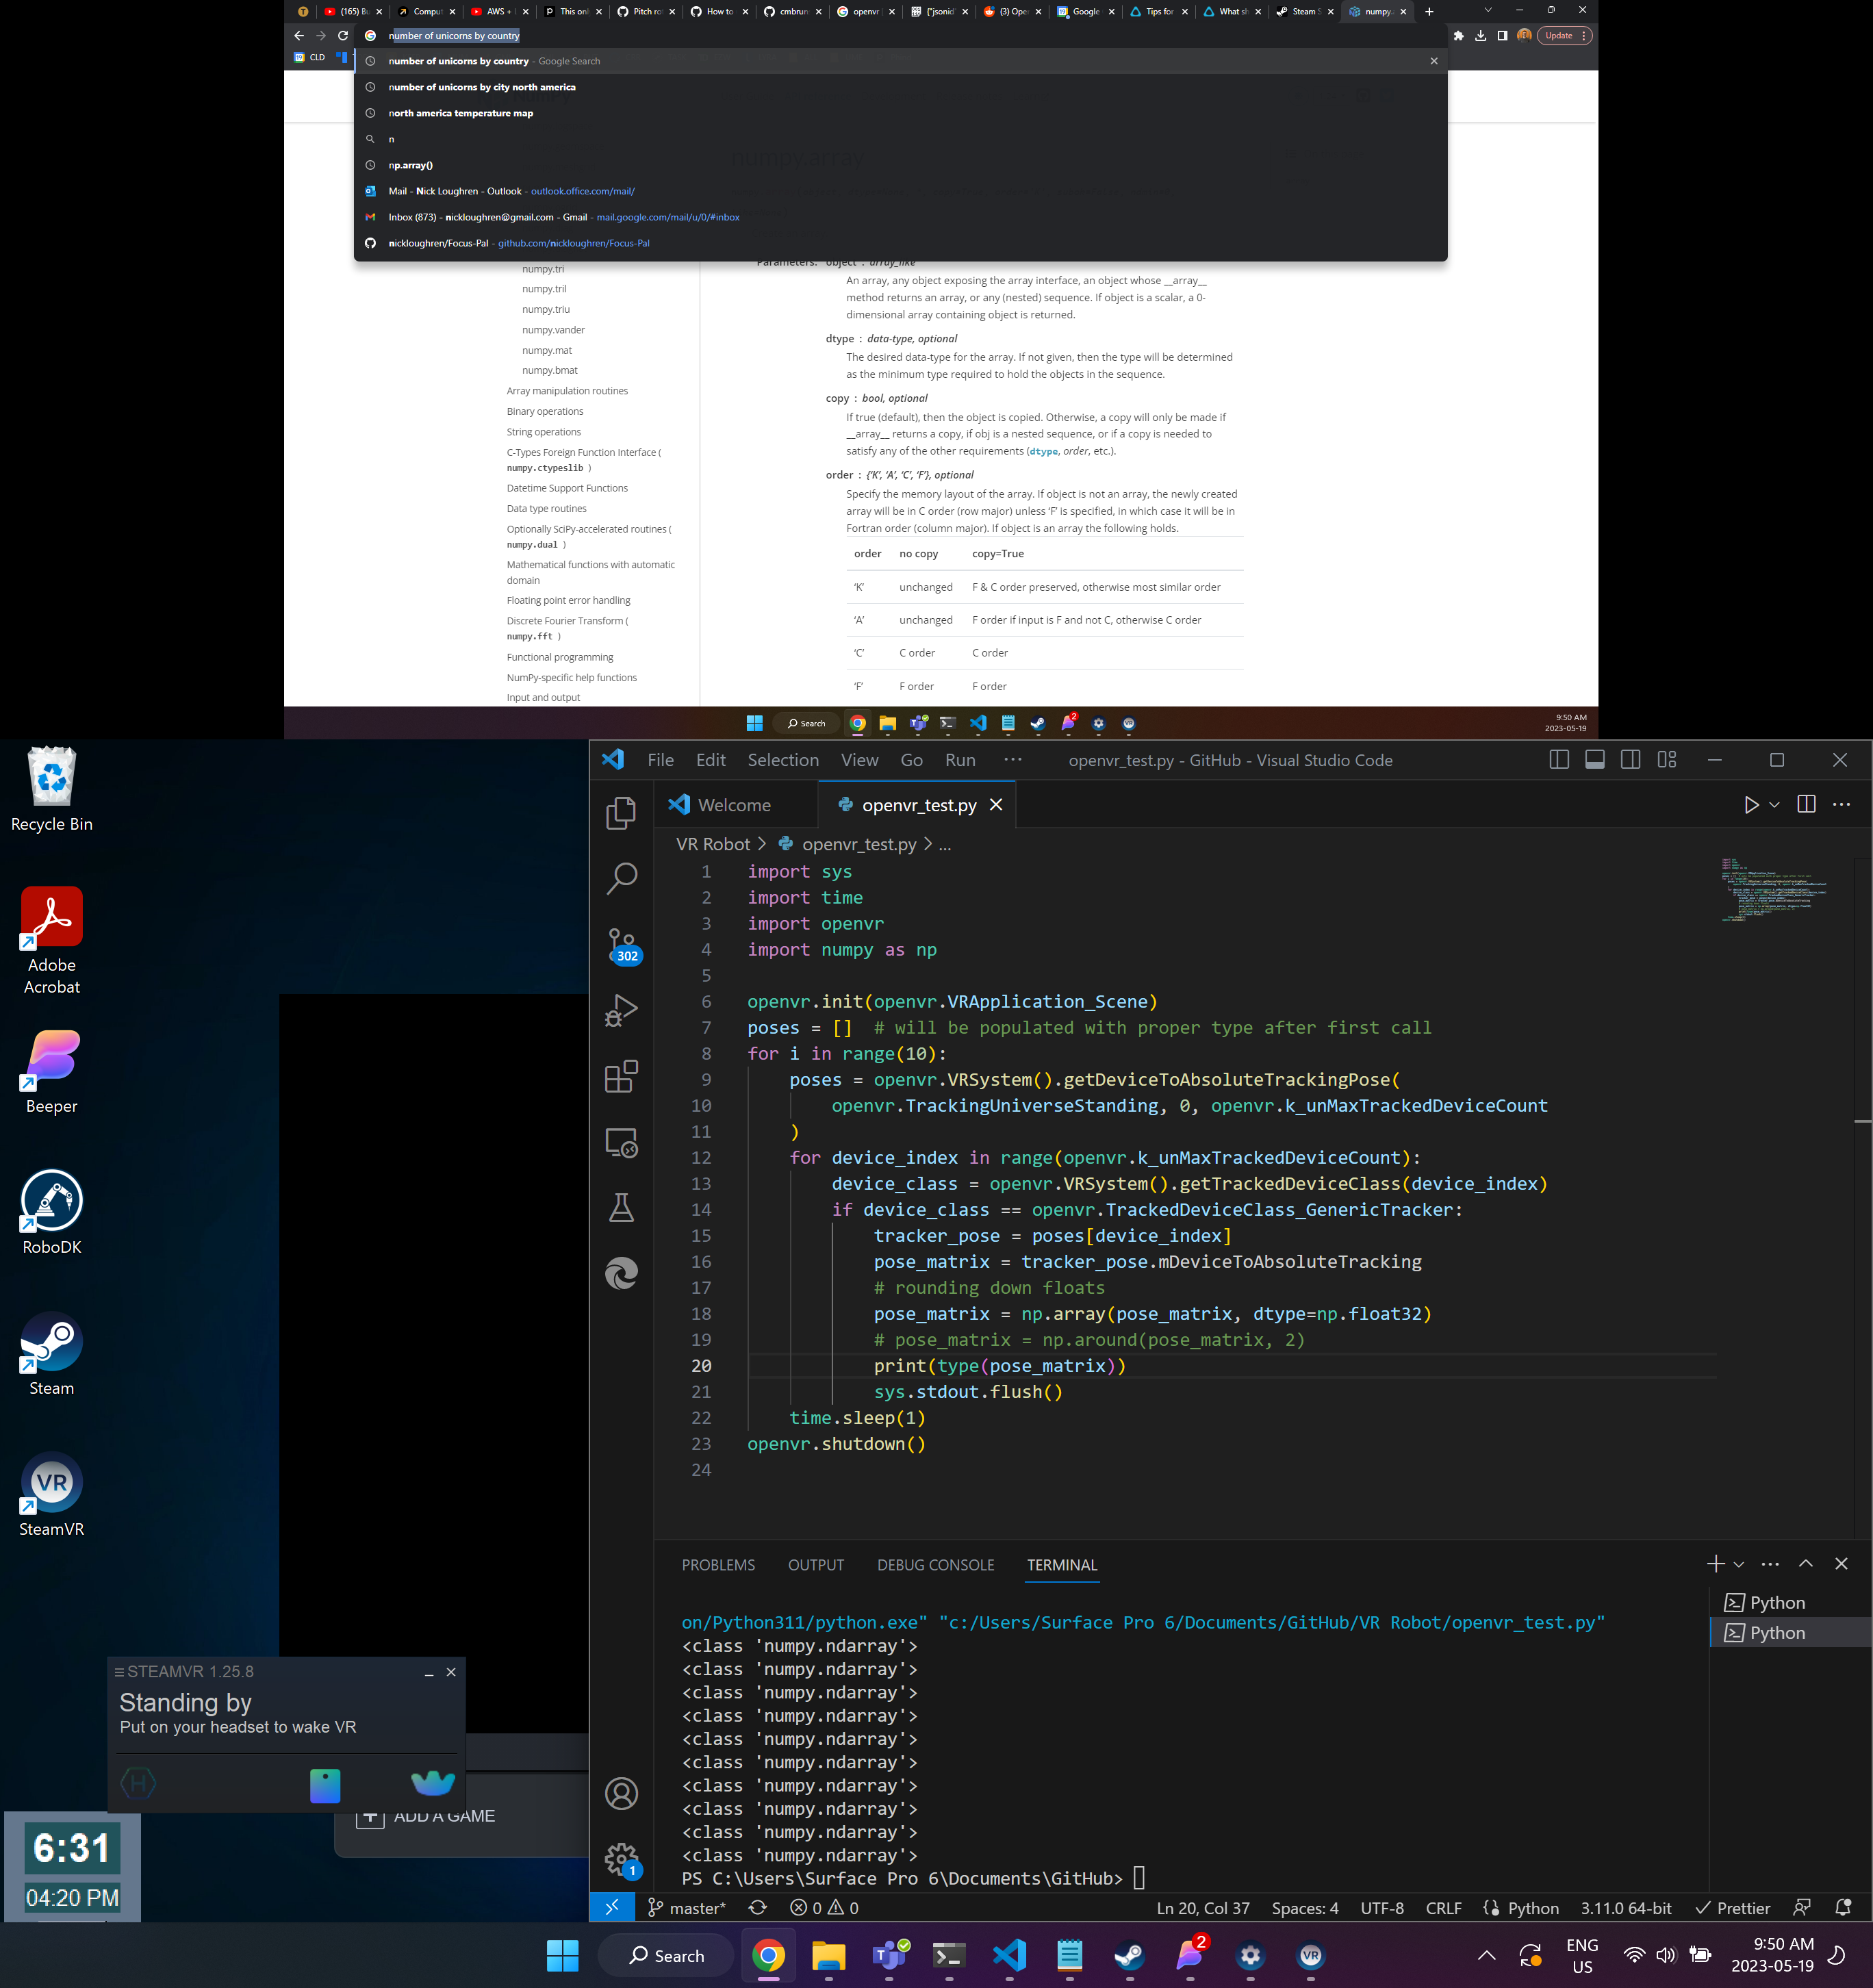 (165) Bu
Comput
AWS +
This onl
Pitch ro
How to
cmbrun
openvr
{"jsonid"
(3) Ope
Google
Tips for
What sh
Steam S
numpy.
number of unicorns by country
Update
CLD
number of unicorns by country - Google Search
number of unicorns by city north america
north america temperature map
n
np.array()
Mail - Nick Loughren - Outlook - outlook.office.com/mail/
Inbox (873) - nickloughren@gmail.com - Gmail - mail.google.com/mail/u/0/#inbox
nickloughren/Focus-Pal - github.com/nickloughren/Focus-Pal
numpy.tri
numpy.tril
numpy.triu
numpy.vander
numpy.mat
numpy.bmat
Array manipulation routines
Binary operations
String operations
C-Types Foreign Function Interface (
numpy.ctypeslib )
Datetime Support Functions
Data type routines
Optionally SciPy-accelerated routines (
numpy.dual )
Mathematical functions with automatic
domain
Floating point error handling
Discrete Fourier Transform (
numpy.fft )
Functional programming
NumPy-specific help functions
Input and output
Parameters: object : array_like
An array, any object exposing the array interface, an object whose __array__
method returns an array, or any (nested) sequence. If object is a scalar, a 0-
dimensional array containing object is returned.
dtype : data-type, optional
The desired data-type for the array. If not given, then the type will be determined
as the minimum type required to hold the objects in the sequence.
copy : bool, optional
If true (default), then the object is copied. Otherwise, a copy will only be made if
__array__ returns a copy, if obj is a nested sequence, or if a copy is needed to
satisfy any of the other requirements (dtype, order, etc.).
order : {‘K’, ‘A’, ‘C’, ‘F’}, optional
Specify the memory layout of the array. If object is not an array, the newly created
array will be in C order (row major) unless ‘F’ is specified, in which case it will be in
Fortran order (column major). If object is an array the following holds.
order no copy copy=True
‘K’ unchanged F & C order preserved, otherwise most similar order
‘A’ unchanged F order if input is F and not C, otherwise C order
‘C’ C order C order
‘F’ F order F order
Search
2
9:50 AM
2023-05-19
Recycle Bin
Adobe
Acrobat
Beeper
RoboDK
Steam
VR
SteamVR
STEAMVR 1.25.8
Standing by
Put on your headset to wake VR
ADD A GAME
6:31
04:20 PM
File Edit Selection View Go Run ··· openvr_test.py - GitHub - Visual Studio Code
Welcome
openvr_test.py
VR Robot > openvr_test.py > ...
302
1 import sys
2 import time
3 import openvr
4 import numpy as np
5
6 openvr.init(openvr.VRApplication_Scene)
7 poses = []  # will be populated with proper type after first call
8 for i in range(10):
9 poses = openvr.VRSystem().getDeviceToAbsoluteTrackingPose(
10 openvr.TrackingUniverseStanding, 0, openvr.k_unMaxTrackedDeviceCount
11 )
12 for device_index in range(openvr.k_unMaxTrackedDeviceCount):
13 device_class = openvr.VRSystem().getTrackedDeviceClass(device_index)
14 if device_class == openvr.TrackedDeviceClass_GenericTracker:
15 tracker_pose = poses[device_index]
16 pose_matrix = tracker_pose.mDeviceToAbsoluteTracking
17 # rounding down floats
18 pose_matrix = np.array(pose_matrix, dtype=np.float32)
19 # pose_matrix = np.around(pose_matrix, 2)
20 print(type(pose_matrix))
21 sys.stdout.flush()
22 time.sleep(1)
23 openvr.shutdown()
24
PROBLEMS OUTPUT DEBUG CONSOLE TERMINAL
on/Python311/python.exe" "c:/Users/Surface Pro 6/Documents/GitHub/VR Robot/openvr_test.py"
<class 'numpy.ndarray'>
<class 'numpy.ndarray'>
<class 'numpy.ndarray'>
<class 'numpy.ndarray'>
<class 'numpy.ndarray'>
<class 'numpy.ndarray'>
<class 'numpy.ndarray'>
<class 'numpy.ndarray'>
<class 'numpy.ndarray'>
<class 'numpy.ndarray'>
PS C:\Users\Surface Pro 6\Documents\GitHub>
Python
Python
1
master* 0 0 Ln 20, Col 37 Spaces: 4 UTF-8 CRLF Python 3.11.0 64-bit Prettier
Search
2
VR
ENG
US
9:50 AM
2023-05-19